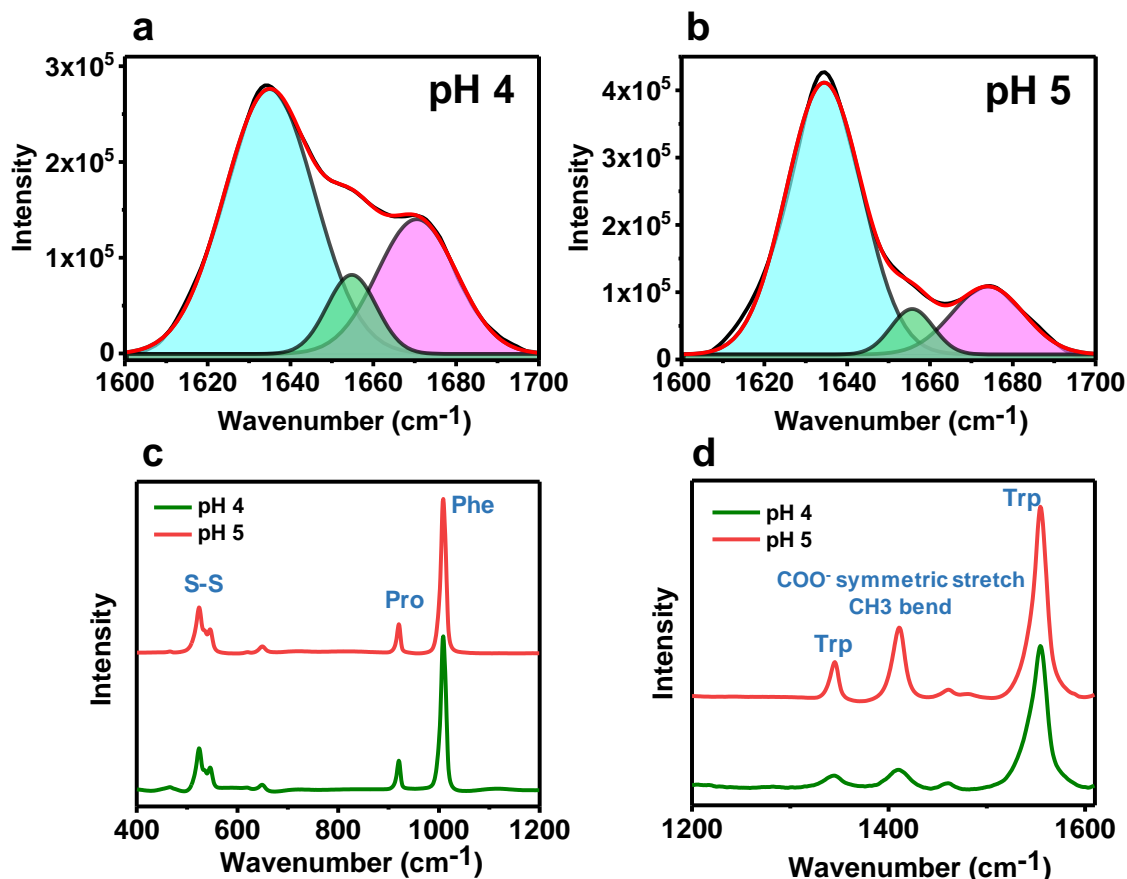 a
pH 4
3x10⁵
2x10⁵
1x10⁵
0
Intensity
1600 1620 1640 1660 1680 1700
Wavenumber (cm⁻¹)
b
pH 5
4x10⁵
3x10⁵
2x10⁵
1x10⁵
0
Intensity
1600 1620 1640 1660 1680 1700
Wavenumber (cm⁻¹)
c
pH 4
pH 5
Phe
S-S
Pro
Intensity
400 600 800 1000 1200
Wavenumber (cm⁻¹)
d
pH 4
pH 5
Trp
COO⁻ symmetric stretch
CH3 bend
Trp
Intensity
1200 1400 1600
Wavenumber (cm⁻¹)